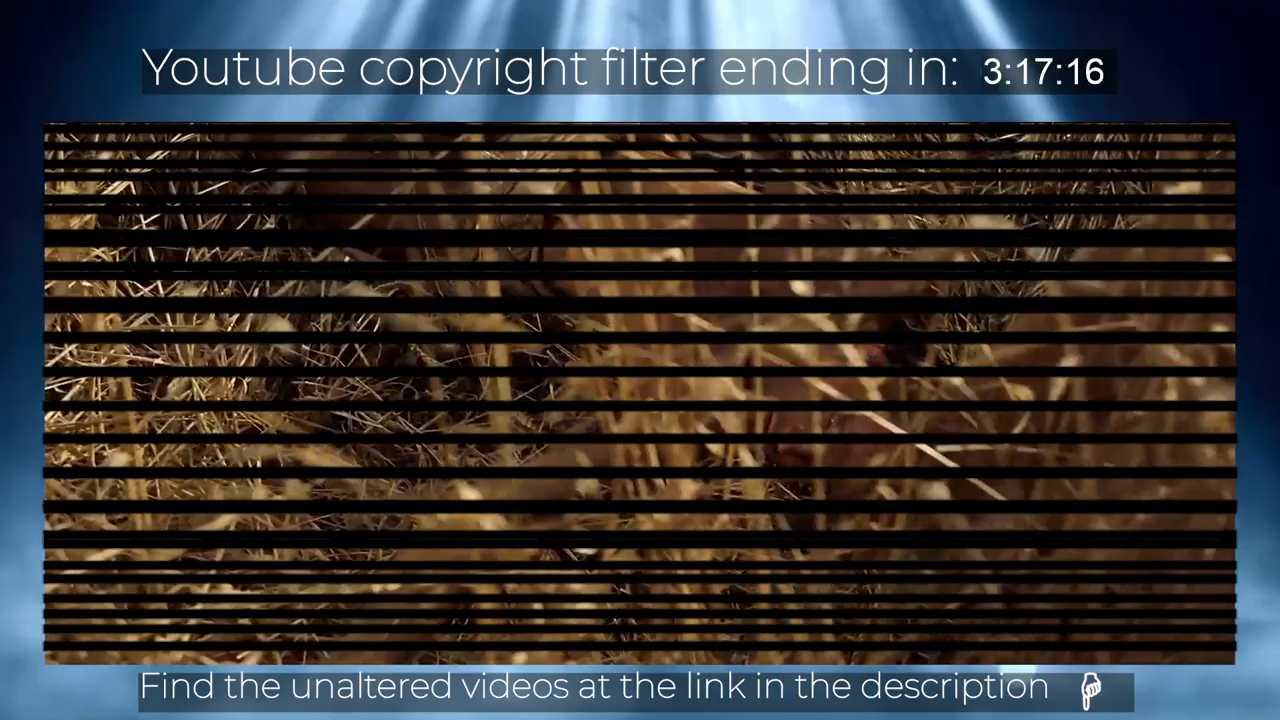 Youtube copyright filter ending in: 3:17:16
Find the unaltered videos at the link in the description